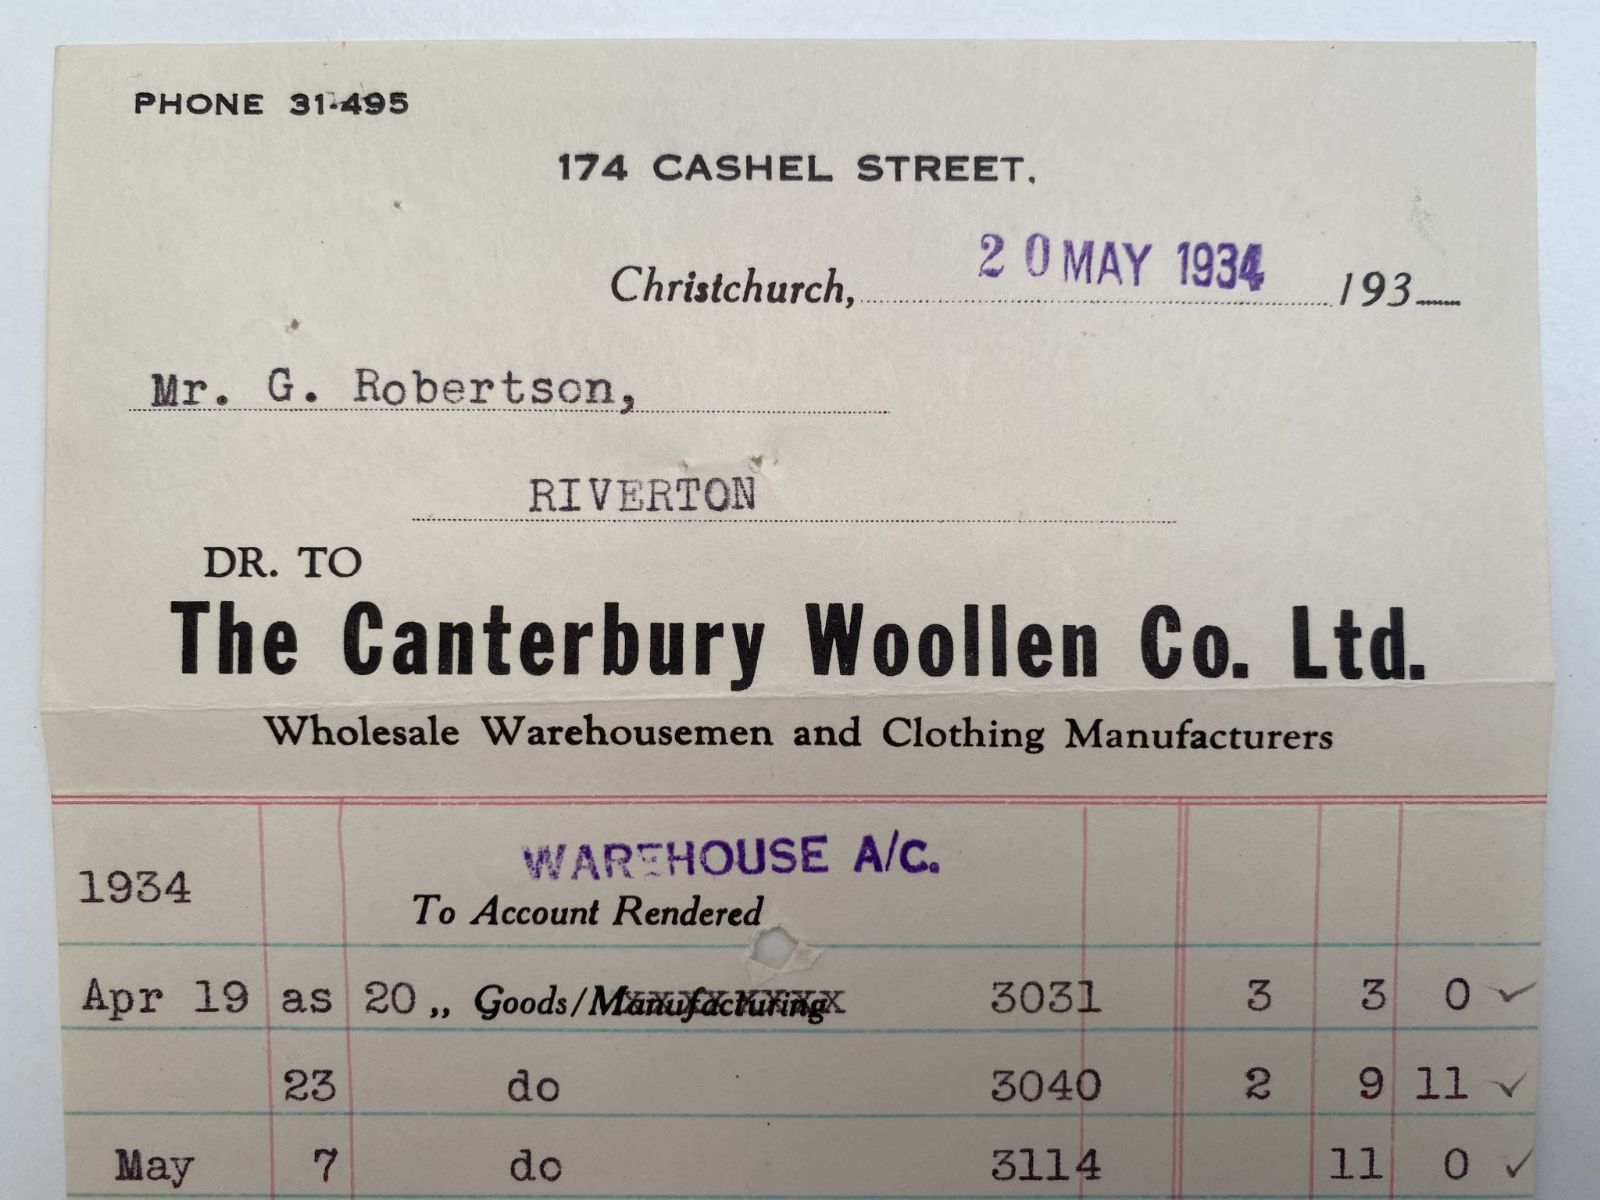 PHONE 31-495
174 CASHEL STREET.
Christchurch, 20 MAY 1934 193
Mr. G. Robertson,
RIVERTON
DR. TO
The Canterbury Woollen Co. Ltd.
Wholesale Warehousemen and Clothing Manufacturers
WAREHOUSE A/C.
1934 To Account Rendered
Apr 19 as 20 „ Goods/Manufacturing 3031 3 3 0 ✓
23 do 3040 2 9 11 ✓
May 7 do 3114 11 0 ✓